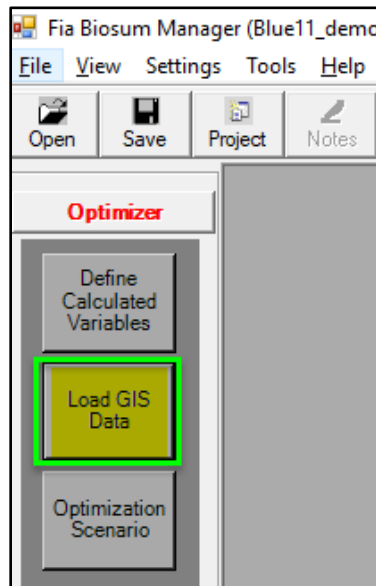 Fia Biosum Manager (Blue11_demo
File View Settings Tools Help
Open Save Project Notes
Optimizer
Define
Calculated
Variables
Load GIS
Data
Optimization
Scenario